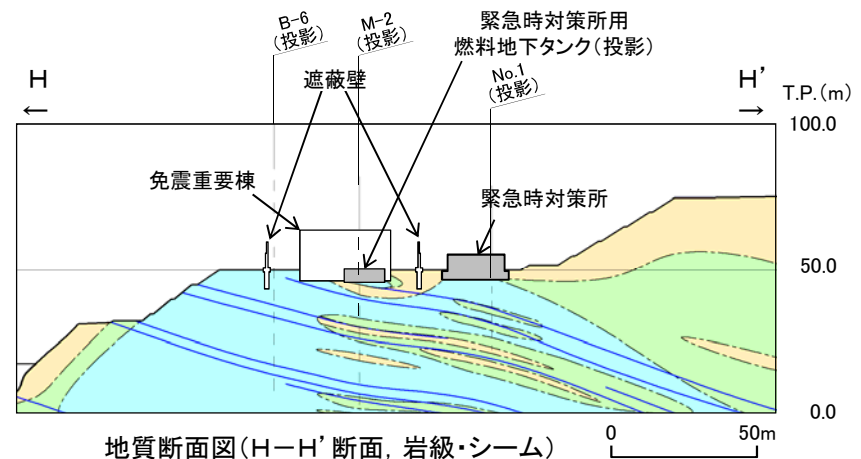 B-6
(投影)
M-2
(投影)
緊急時対策所用
燃料地下タンク(投影)
No.1
(投影)
H
←
遮蔽壁
H’
→
T.P.(m)
100.0
免震重要棟
緊急時対策所
50.0
0.0
地質断面図(H-H’断面, 岩級・シーム)
0
50m